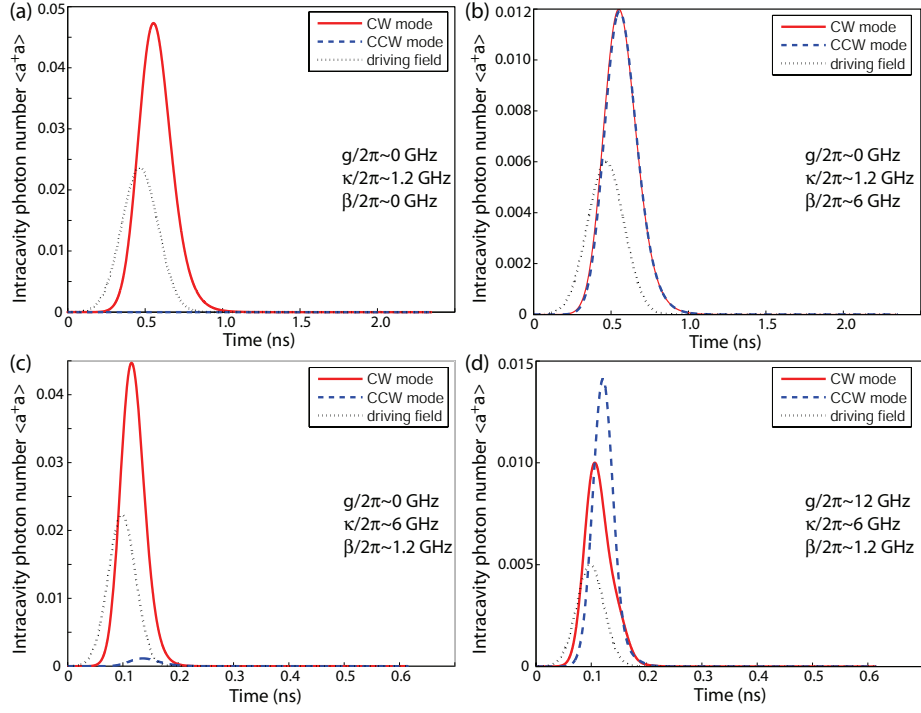 (a)
Intracavity photon number <a⁺a>
0.05
0.04
0.03
0.02
0.01
0
0
0.5
1.0
1.5
2.0
Time (ns)
CW mode
CCW mode
driving field
g/2π~0 GHz
κ/2π~1.2 GHz
β/2π~0 GHz
(b)
Intracavity photon number <a⁺a>
0.012
0.010
0.008
0.006
0.004
0.002
0.000
0
0.5
1.0
1.5
2.0
Time (ns)
CW mode
CCW mode
driving field
g/2π~0 GHz
κ/2π~1.2 GHz
β/2π~6 GHz
(c)
Intracavity photon number <a⁺a>
0.04
0.03
0.02
0.01
0
0
0.1
0.2
0.3
0.4
0.5
0.6
Time (ns)
CW mode
CCW mode
driving field
g/2π~0 GHz
κ/2π~6 GHz
β/2π~1.2 GHz
(d)
Intracavity photon number <a⁺a>
0.015
0.010
0.005
0
0
0.1
0.2
0.3
0.4
0.5
0.6
Time (ns)
CW mode
CCW mode
driving field
g/2π~12 GHz
κ/2π~6 GHz
β/2π~1.2 GHz